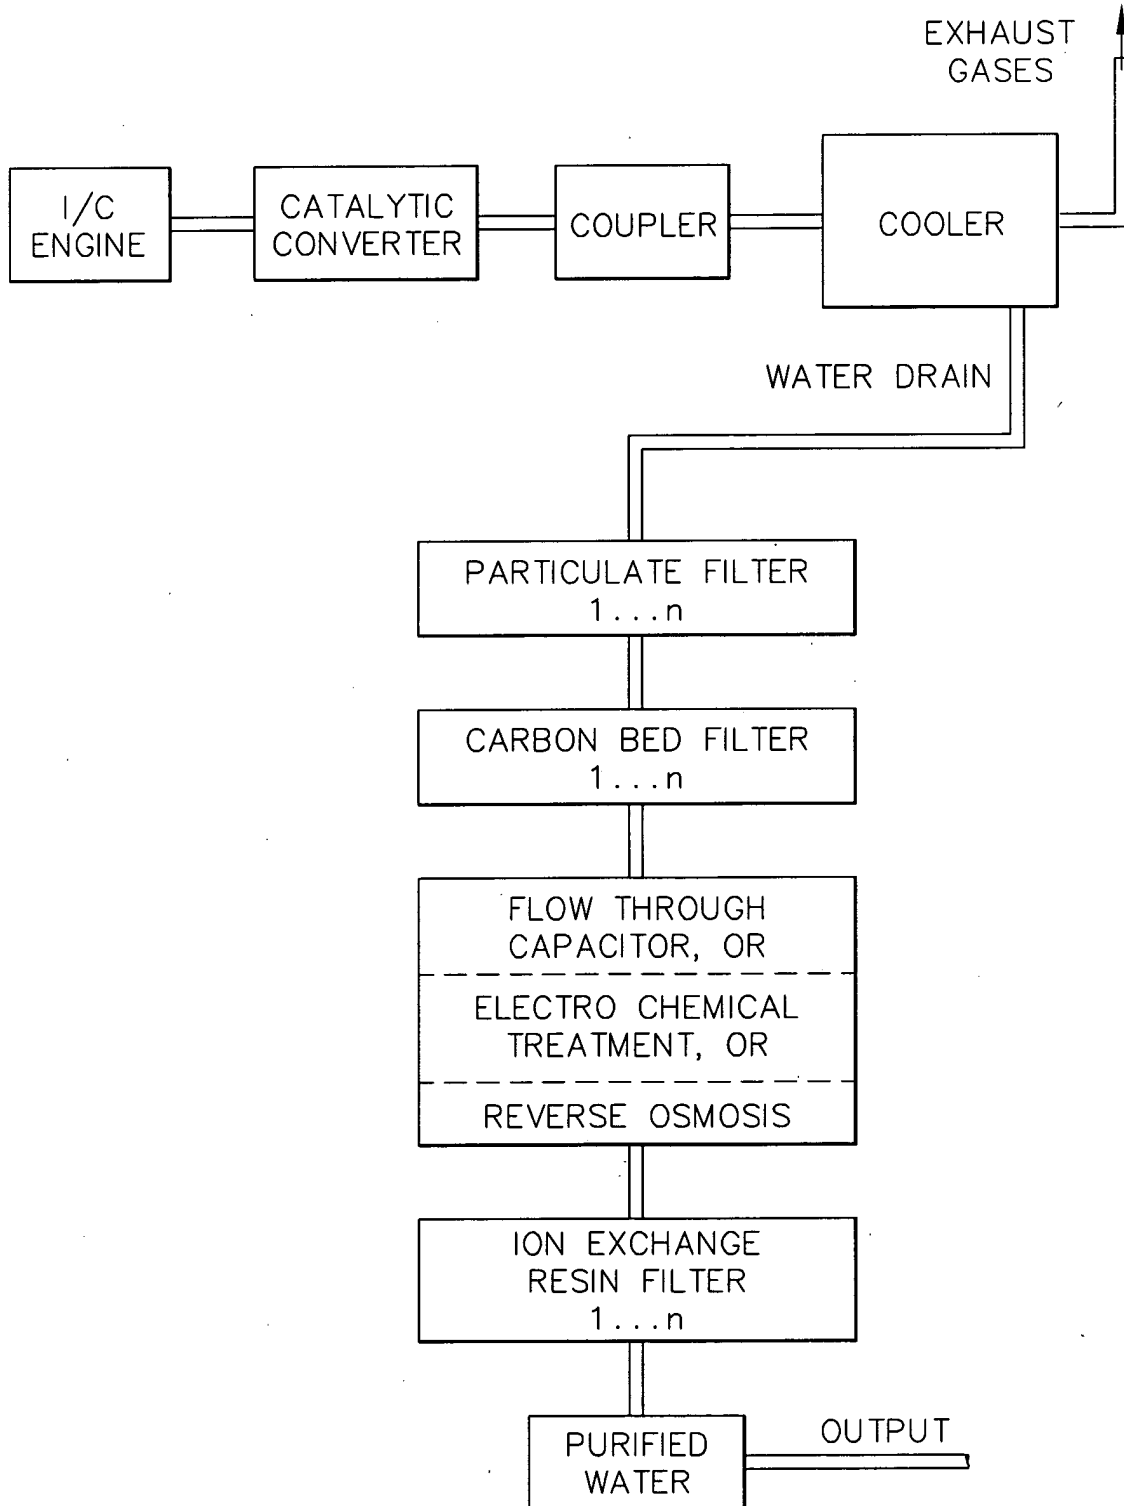 EXHAUST
GASES
I/C
ENGINE
CATALYTIC
CONVERTER
COUPLER
COOLER
WATER DRAIN
PARTICULATE FILTER
1...n
CARBON BED FILTER
1...n
FLOW THROUGH
CAPACITOR, OR
ELECTRO CHEMICAL
TREATMENT, OR
REVERSE OSMOSIS
ION EXCHANGE
RESIN FILTER
1...n
PURIFIED
WATER
OUTPUT